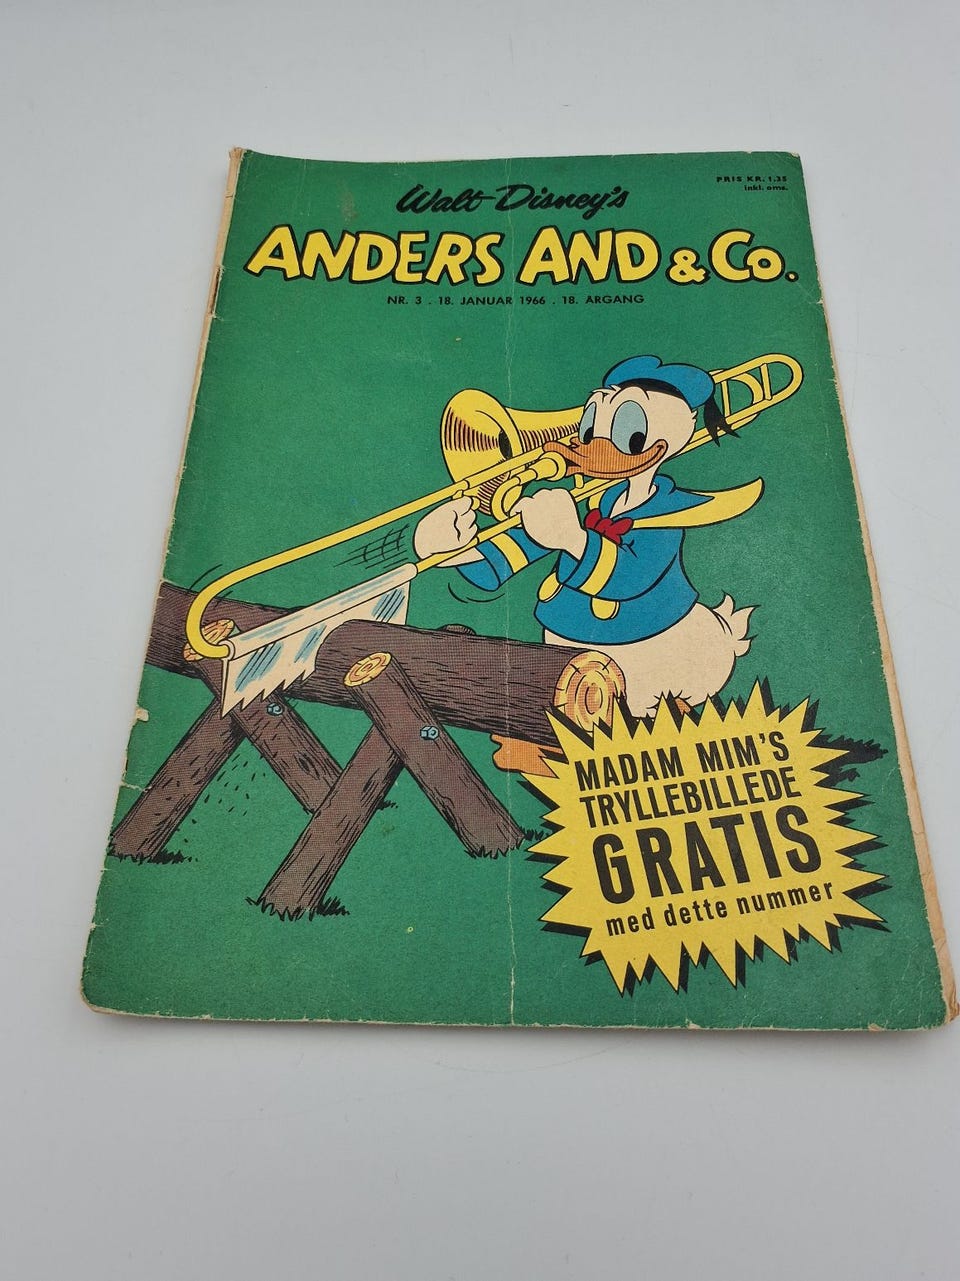 PRIS KR. 1.35
inkl. oms.
Walt Disney's
ANDERS AND & Co.
NR. 3 . 18. JANUAR 1966 . 18. ÅRGANG
MADAM MIM'S
TRYLLEBILLEDE
GRATIS
med dette nummer